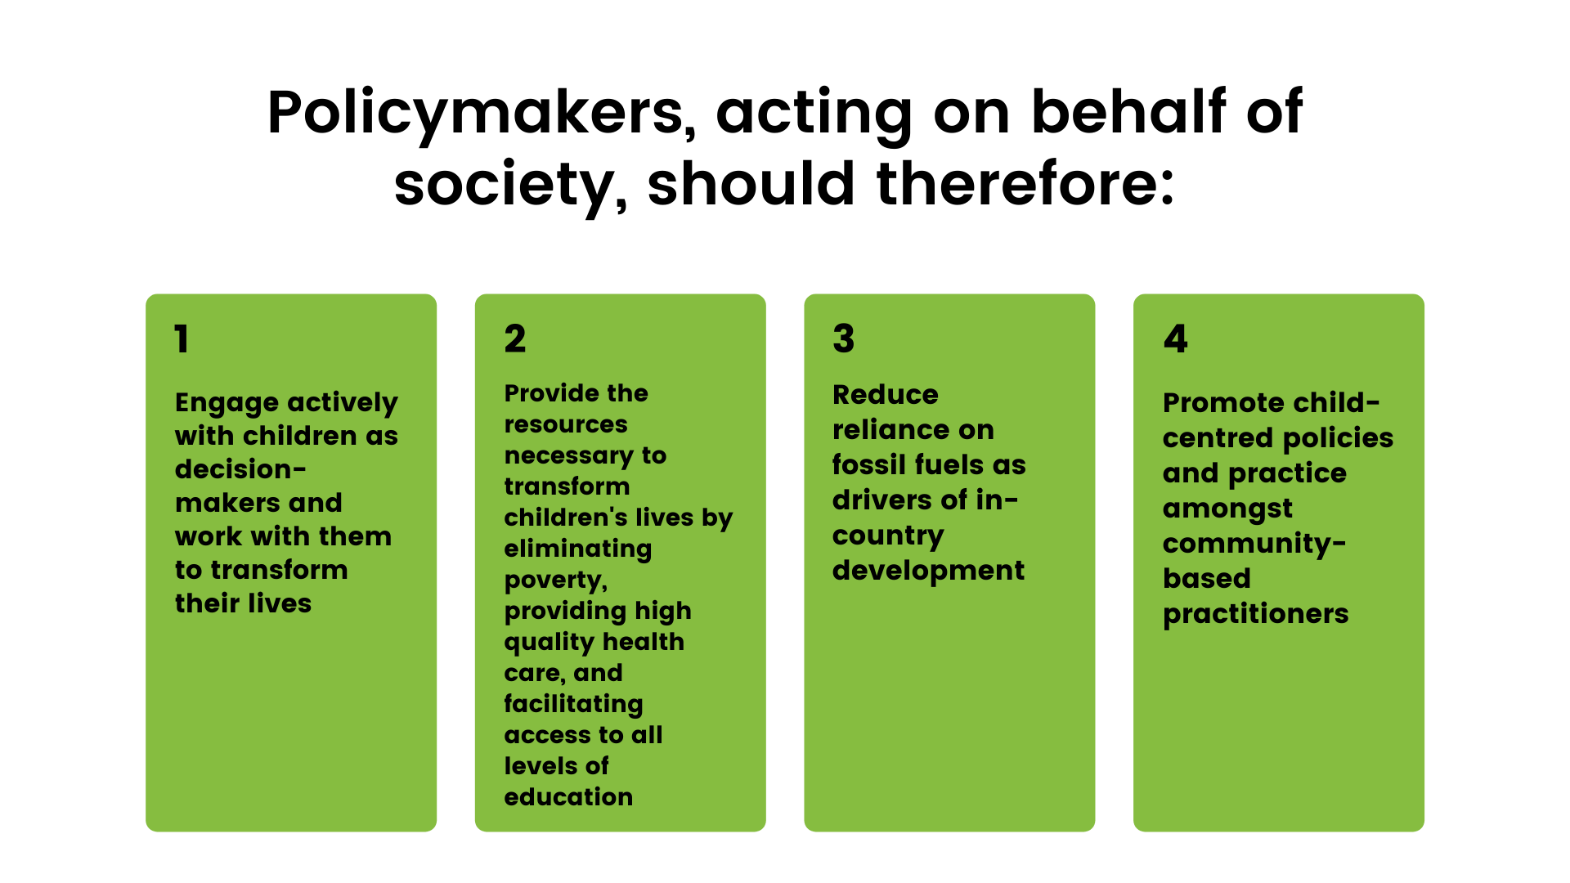 Policymakers, acting on behalf of
society, should therefore:
1
Engage actively
with children as
decision-
makers and
work with them
to transform
their lives
2
Provide the
resources
necessary to
transform
children's lives by
eliminating
poverty,
providing high
quality health
care, and
facilitating
access to all
levels of
education
3
Reduce
reliance on
fossil fuels as
drivers of in-
country
development
4
Promote child-
centred policies
and practice
amongst
community-
based
practitioners